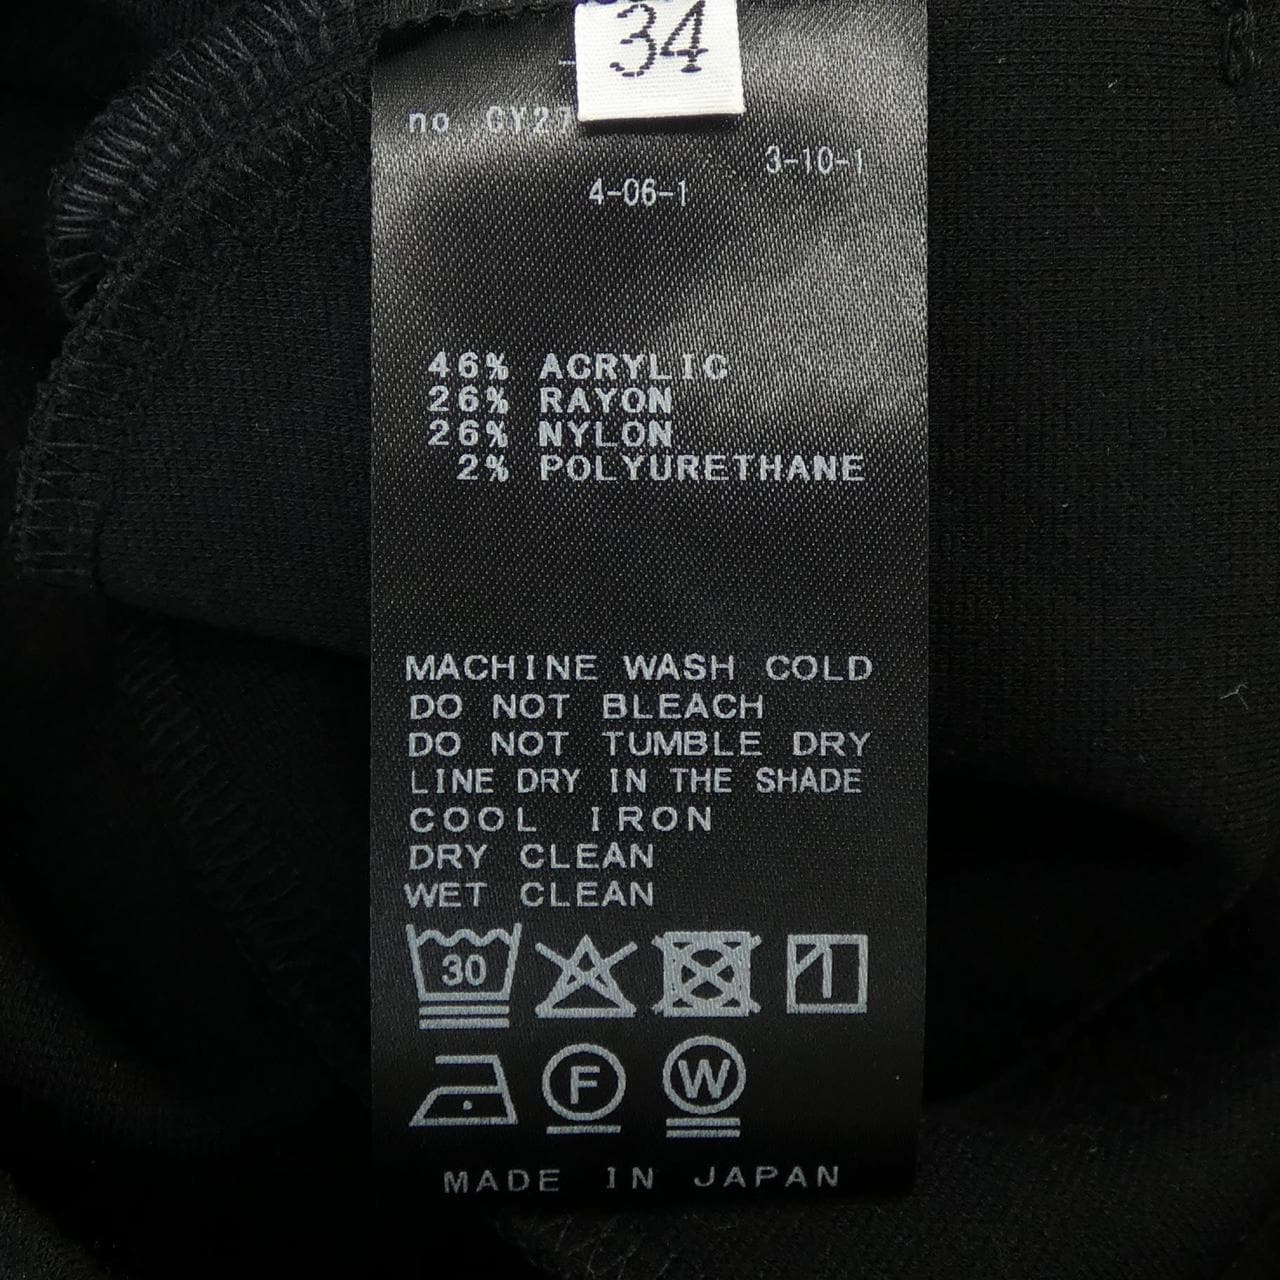 34
no
3-10-1
4-06-1
46% ACRYLIC
26% RAYON
26% NYLON
2% POLYURETHANE
MACHINE WASH COLD
DO NOT BLEACH
DO NOT TUMBLE DRY
LINE DRY IN THE SHADE
COOL IRON
DRY CLEAN
WET CLEAN
30
F W
MADE IN JAPAN